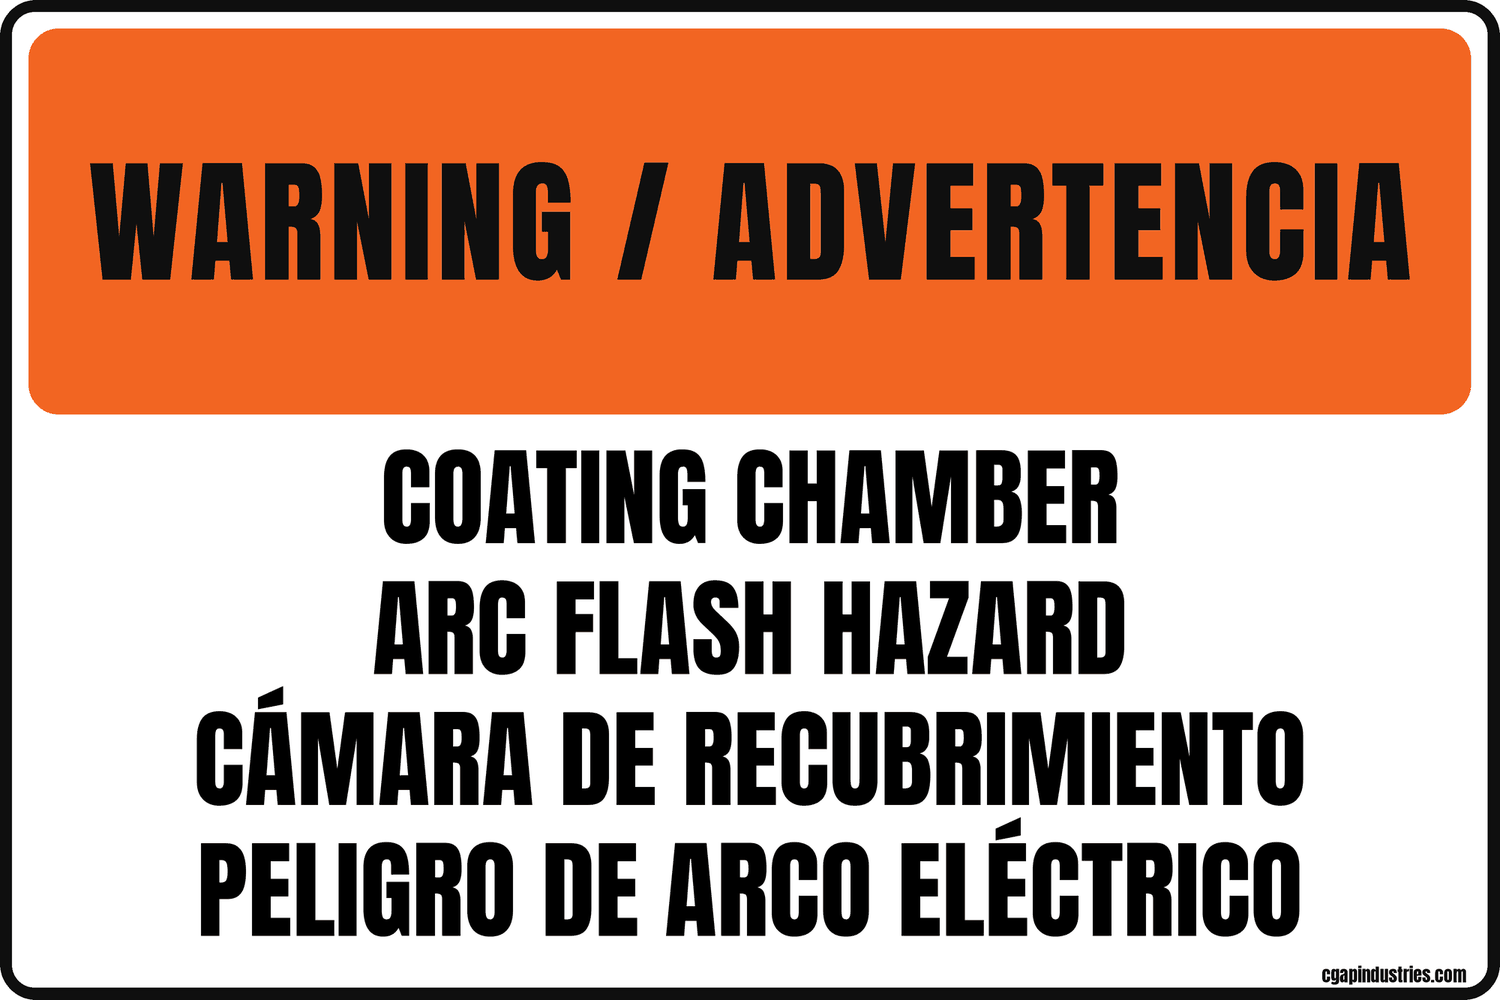 WARNING / ADVERTENCIA
COATING CHAMBER
ARC FLASH HAZARD
CÁMARA DE RECUBRIMIENTO
PELIGRO DE ARCO ELÉCTRICO
cgapindustries.com